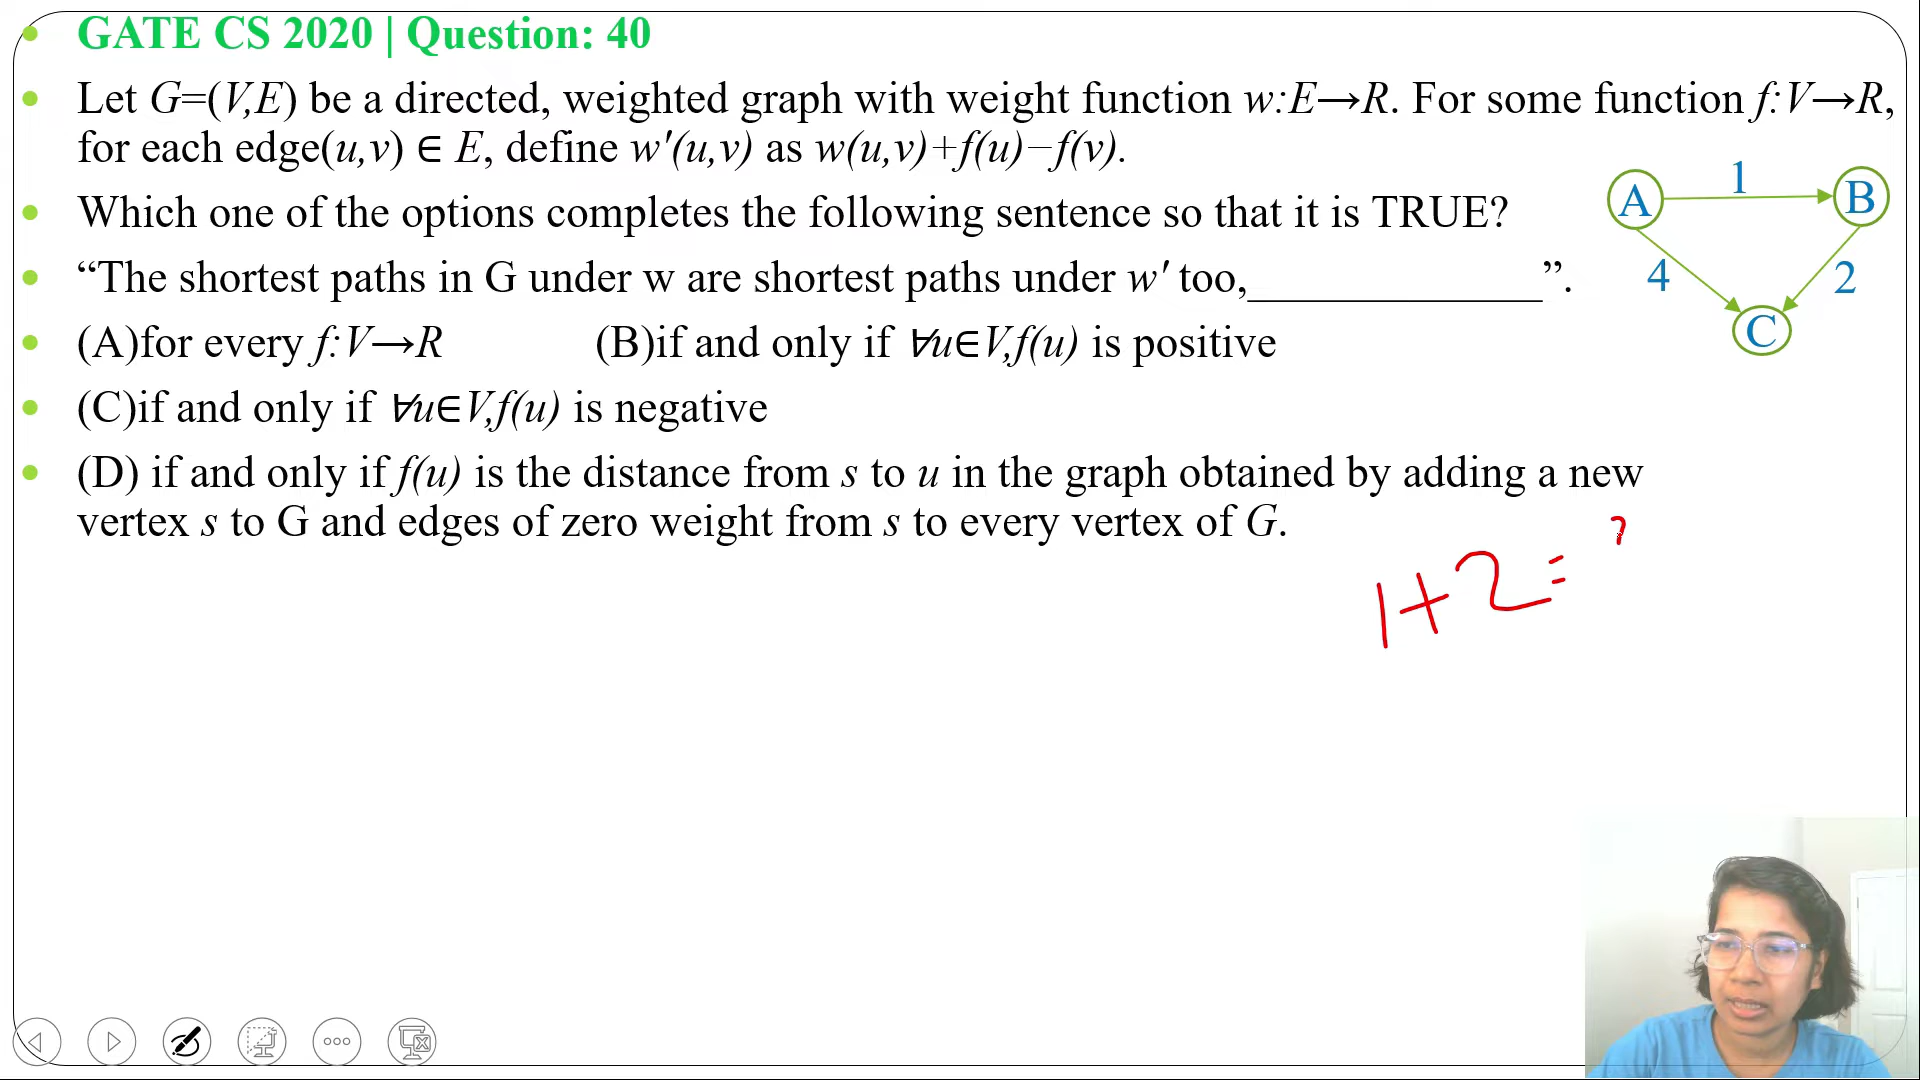 GATE CS 2020 | Question: 40
Let G=(V,E) be a directed, weighted graph with weight function w:E→R. For some function f:V→R,
for each edge(u,v) ∈ E, define w′(u,v) as w(u,v)+f(u)−f(v).
Which one of the options completes the following sentence so that it is TRUE?
“The shortest paths in G under w are shortest paths under w′ too,_____________”.
(A)for every f:V→R (B)if and only if ∀u∈V,f(u) is positive
(C)if and only if ∀u∈V,f(u) is negative
(D) if and only if f(u) is the distance from s to u in the graph obtained by adding a new
vertex s to G and edges of zero weight from s to every vertex of G.
A 1 B
4 2
C
1+2=